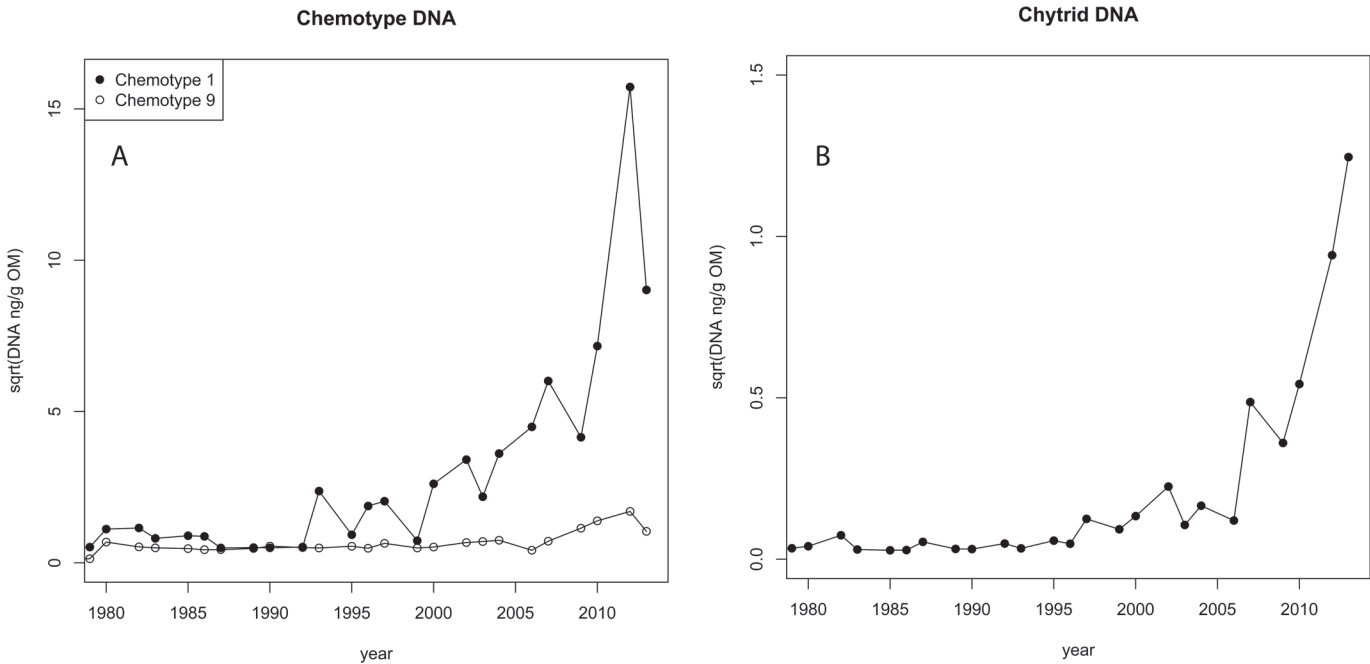 Chemotype DNA
Chemotype 1
Chemotype 9
A
sqrt(DNA ng/g OM)
15
10
5
0
1980 1985 1990 1995 2000 2005 2010
year
Chytrid DNA
B
sqrt(DNA ng/g OM)
1.5
1.0
0.5
0.0
1980 1985 1990 1995 2000 2005 2010
year